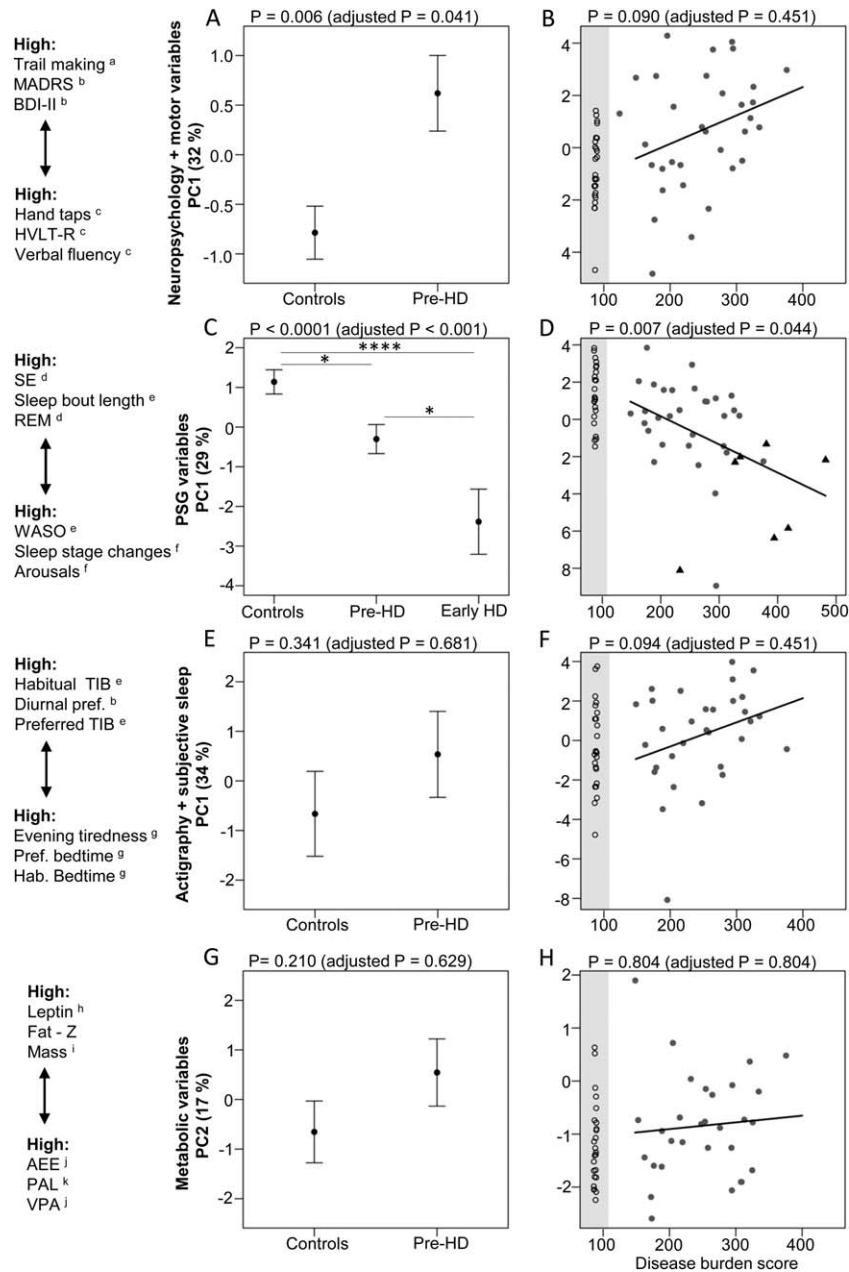 A
P = 0.006 (adjusted P = 0.041)
High:
Trail making a
MADRS b
BDI-II b
High:
Hand taps c
HVLT-R c
Verbal fluency c
Neuropsychology + motor variables
PC1 (32 %)
1.0
0.5
0.0
-0.5
-1.0
Controls
Pre-HD
B
P = 0.090 (adjusted P = 0.451)
4
2
0
2
4
100
200
300
400
C
P < 0.0001 (adjusted P < 0.001)
High:
SE d
Sleep bout length e
REM d
High:
WASO e
Sleep stage changes f
Arousals f
PSG variables
PC1 (29 %)
2
1
0
-1
-2
-3
-4
****
*
*
Controls
Pre-HD
Early HD
D
P = 0.007 (adjusted P = 0.044)
4
2
0
2
4
6
8
100
200
300
400
500
E
P = 0.341 (adjusted P = 0.681)
High:
Habitual TIB e
Diurnal pref. b
Preferred TIB e
High:
Evening tiredness g
Pref. bedtime g
Hab. Bedtime g
Actigraphy + subjective sleep
PC1 (34 %)
2
1
0
-1
-2
Controls
Pre-HD
F
P = 0.094 (adjusted P = 0.451)
4
2
0
-2
-4
-6
-8
100
200
300
400
G
P= 0.210 (adjusted P = 0.629)
High:
Leptin h
Fat - Z
Mass i
High:
AEE j
PAL k
VPA j
Metabolic variables
PC2 (17 %)
2
1
0
-1
-2
Controls
Pre-HD
H
P = 0.804 (adjusted P = 0.804)
2
1
0
-1
-2
100
200
300
400
Disease burden score